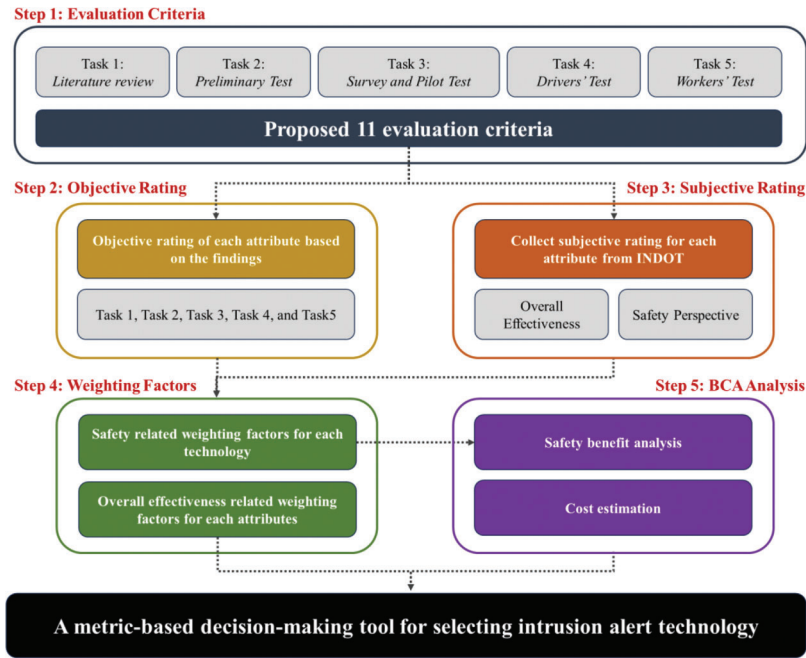 Step 1: Evaluation Criteria
Task 1:
Literature review
Task 2:
Preliminary Test
Task 3:
Survey and Pilot Test
Task 4:
Drivers' Test
Task 5:
Workers' Test
Proposed 11 evaluation criteria
Step 2: Objective Rating
Objective rating of each attribute based
on the findings
Task 1, Task 2, Task 3, Task 4, and Task5
Step 3: Subjective Rating
Collect subjective rating for each
attribute from INDOT
Overall
Effectiveness
Safety Perspective
Step 4: Weighting Factors
Safety related weighting factors for each
technology
Overall effectiveness related weighting
factors for each attributes
Step 5: BCA Analysis
Safety benefit analysis
Cost estimation
A metric-based decision-making tool for selecting intrusion alert technology